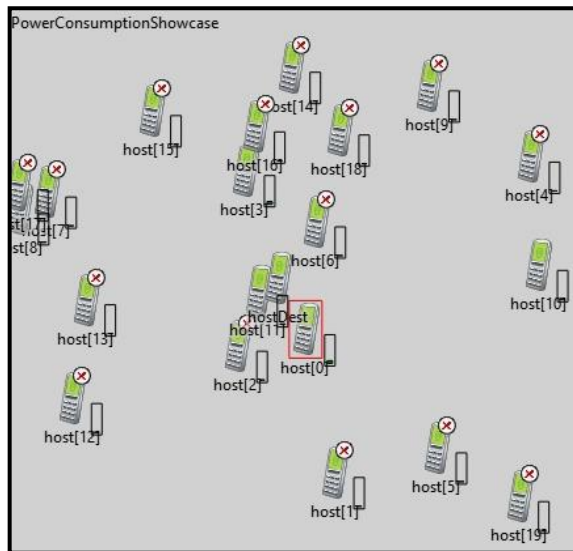 PowerConsumptionShowcase
host[14]
host[9]
host[15]
host[16]
host[18]
host[4]
host[3]
host[17]
host[7]
host[8]
host[6]
host[10]
hostDest
host[13]
host[11]
host[2]
host[0]
host[12]
host[5]
host[1]
host[19]